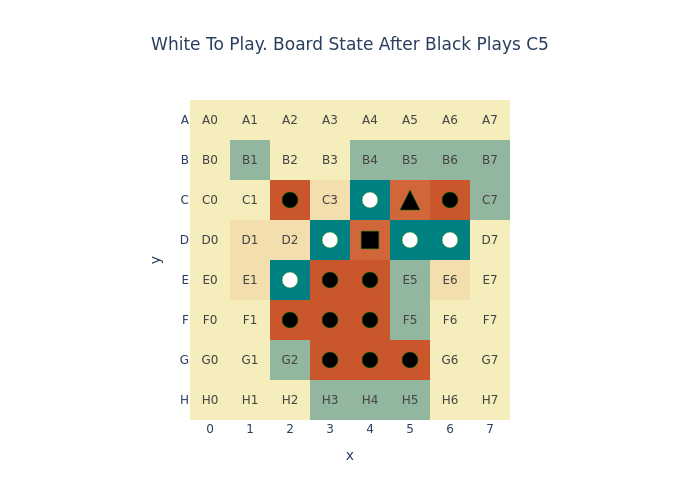 White To Play. Board State After Black Plays C5
A A0 A1 A2 A3 A4 A5 A6 A7
B B0 B1 B2 B3 B4 B5 B6 B7
C C0 C1 C3 C7
D D0 D1 D2 D7
E E0 E1 E5 E6 E7
F F0 F1 F5 F6 F7
G G0 G1 G2 G6 G7
H H0 H1 H2 H3 H4 H5 H6 H7
0 1 2 3 4 5 6 7
x
y